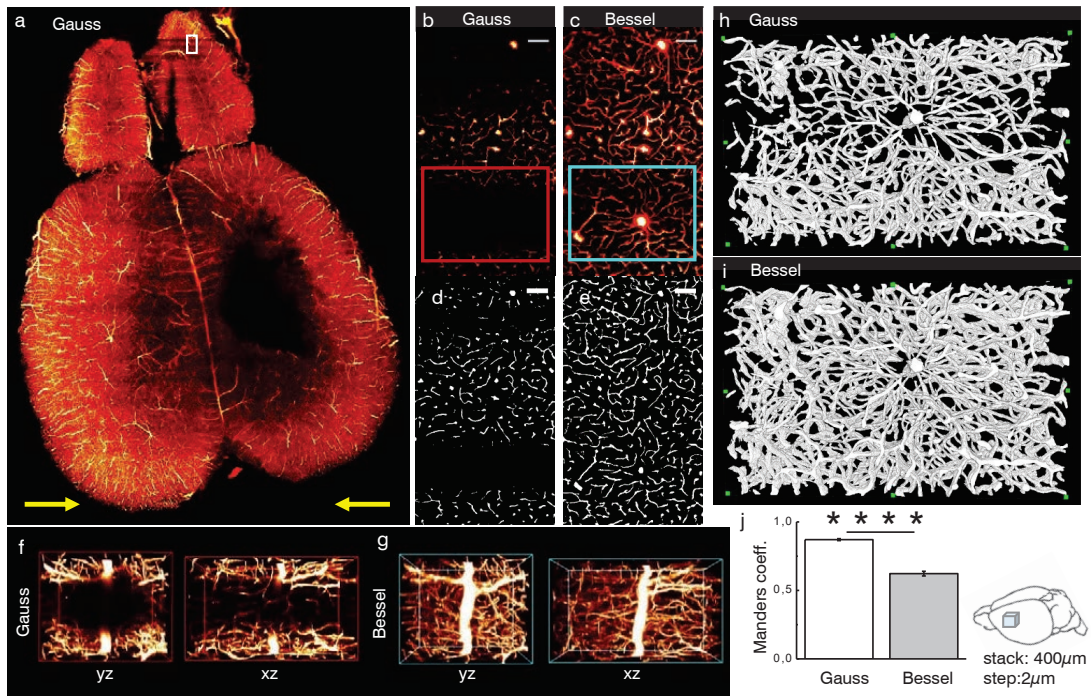 a
Gauss
b
Gauss
c
Bessel
h
Gauss
d
e
i
Bessel
f
Gauss
yz
xz
g
Bessel
yz
xz
j
* * * *
1,0
0,5
0,0
Manders coeff.
Gauss
Bessel
stack: 400µm
step:2µm